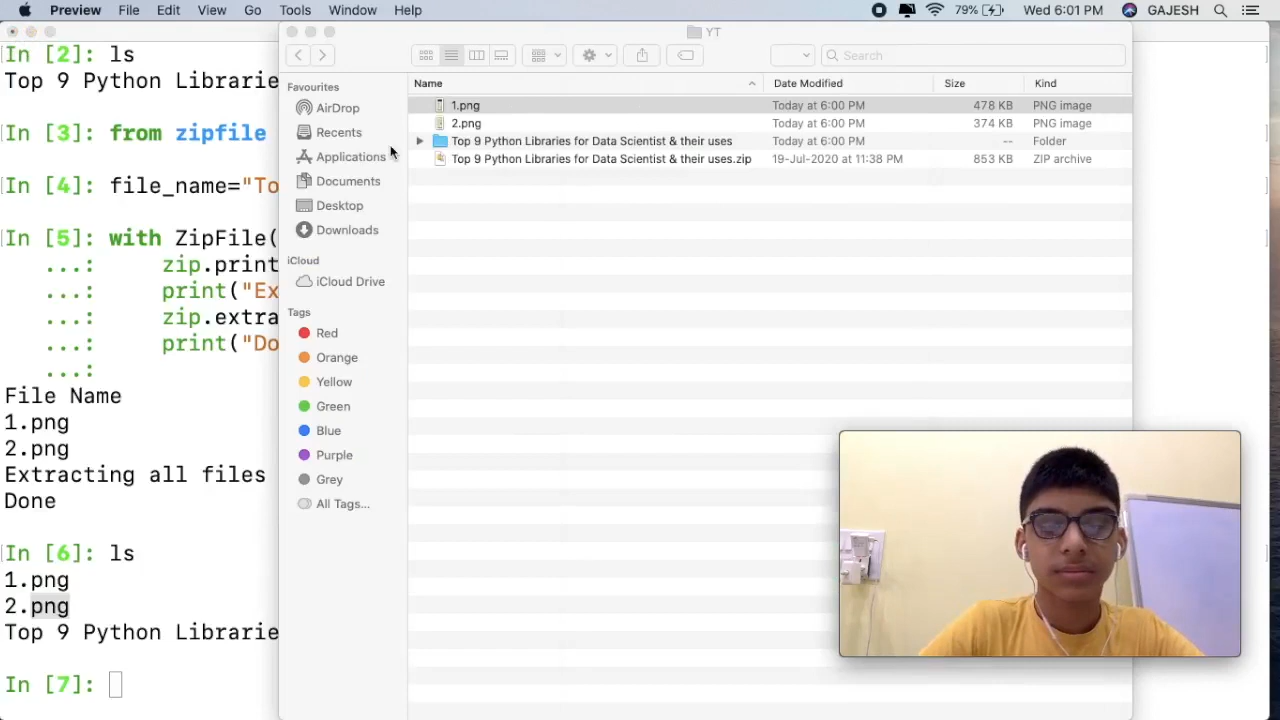 Preview File Edit View Go Tools Window Help 79% Wed 6:01 PM GAJESH
YT
Search
In [2]: ls
Top 9 Python Librarie
In [3]: from zipfile
In [4]: file_name="To
In [5]: with ZipFile(
...: zip.print
...: print("Ex
...: zip.extra
...: print("Do
...:
File Name
1.png
2.png
Extracting all files
Done
In [6]: ls
1.png
2.png
Top 9 Python Librarie
In [7]:
Favourites
AirDrop
Recents
Applications
Documents
Desktop
Downloads
iCloud
iCloud Drive
Tags
Red
Orange
Yellow
Green
Blue
Purple
Grey
All Tags...
Name Date Modified Size Kind
1.png Today at 6:00 PM 478 KB PNG image
2.png Today at 6:00 PM 374 KB PNG image
Top 9 Python Libraries for Data Scientist & their uses Today at 6:00 PM -- Folder
Top 9 Python Libraries for Data Scientist & their uses.zip 19-Jul-2020 at 11:38 PM 853 KB ZIP archive